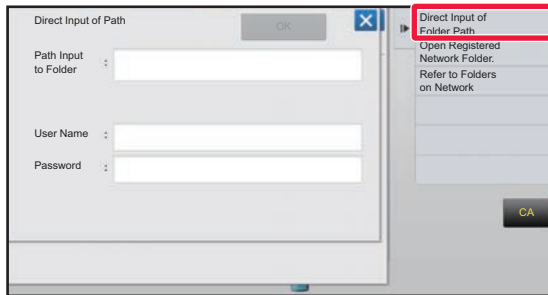 Direct Input of Path
OK
Path Input
to Folder :
User Name :
Password :
Direct Input of
Folder Path
Open Registered
Network Folder.
Refer to Folders
on Network
CA